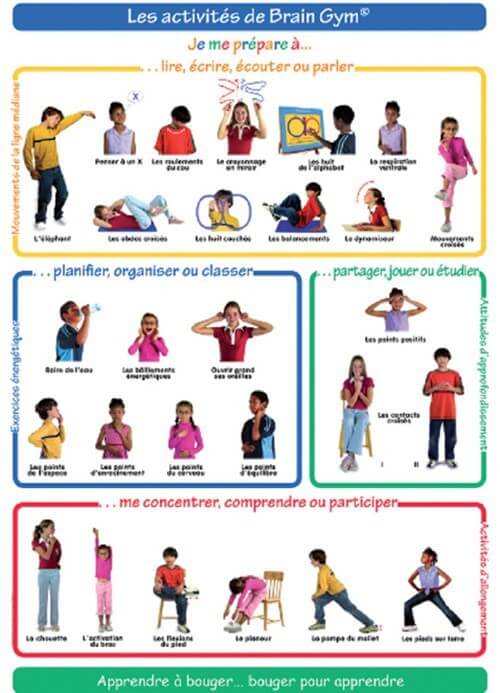 Les activités de Brain Gym®
Je me prépare à...
...lire, écrire, écouter ou parler
Mouvements de la ligne médiane
X
Penser à un X
Les roulements
du cou
Le crayonnage
en miroir
Les huit
de l'alphabet
La respiration
ventrale
L'éléphant
Les abdos croisés
Les huit couchés
Les balancements
Le dynamiseur
Mouvements
croisés
...planifier, organiser ou classer
Exercices énergétiques
Boire de l'eau
Les bâillements
énergétiques
Ouvrir grand
ses oreilles
Les points
de l'espace
Les points
d'enracinement
Les points
du cerveau
Les points
d'équilibre
...partager, jouer ou étudier
Attitudes d'approfondissement
Les points positifs
Les contacts
croisés
I
II
...me concentrer, comprendre ou participer
Activités d'allongement
La chouette
L'activation
du bras
Les flexions
du pied
Le planeur
La pompe du mollet
Les pieds sur terre
Apprendre à bouger... bouger pour apprendre